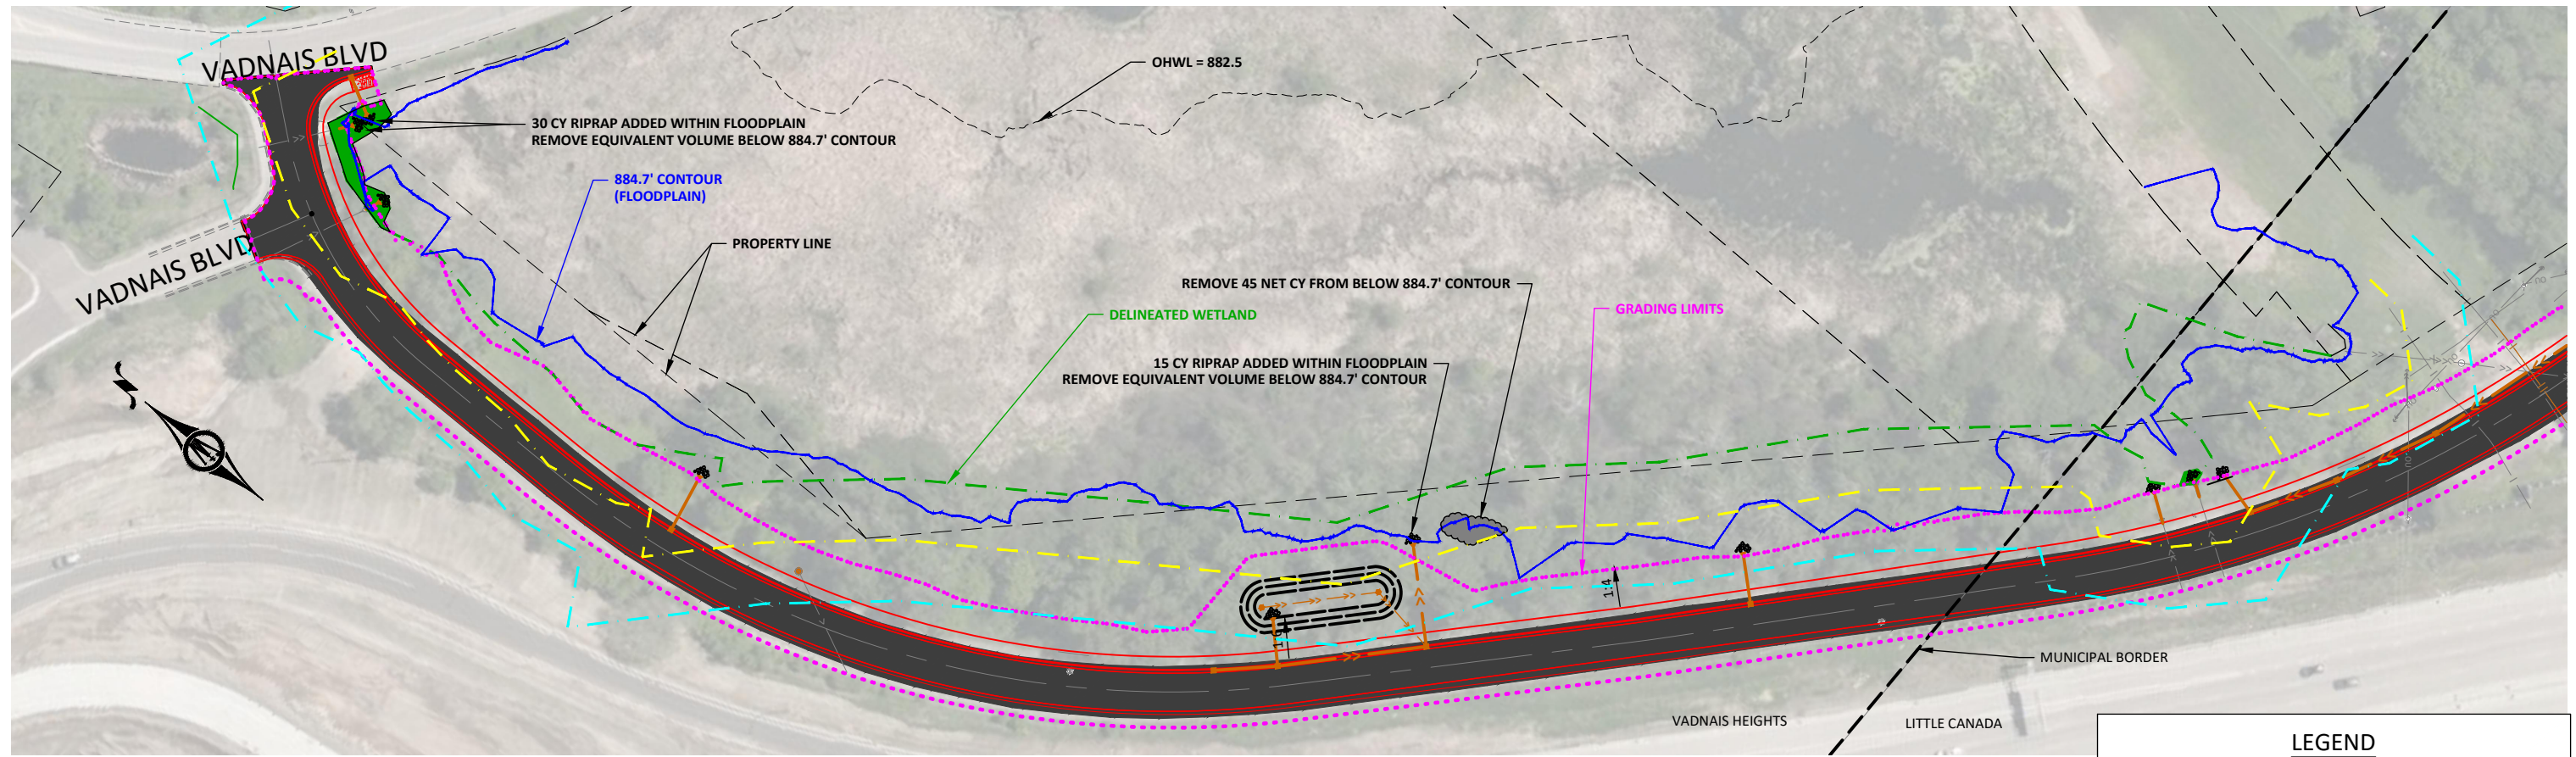 VADNAIS BLVD
OHWL = 882.5
30 CY RIPRAP ADDED WITHIN FLOODPLAIN
REMOVE EQUIVALENT VOLUME BELOW 884.7' CONTOUR
884.7' CONTOUR
(FLOODPLAIN)
PROPERTY LINE
VADNAIS BLVD
REMOVE 45 NET CY FROM BELOW 884.7' CONTOUR
DELINEATED WETLAND
GRADING LIMITS
15 CY RIPRAP ADDED WITHIN FLOODPLAIN
REMOVE EQUIVALENT VOLUME BELOW 884.7' CONTOUR
N
1:4
MUNICIPAL BORDER
VADNAIS HEIGHTS
LITTLE CANADA
LEGEND